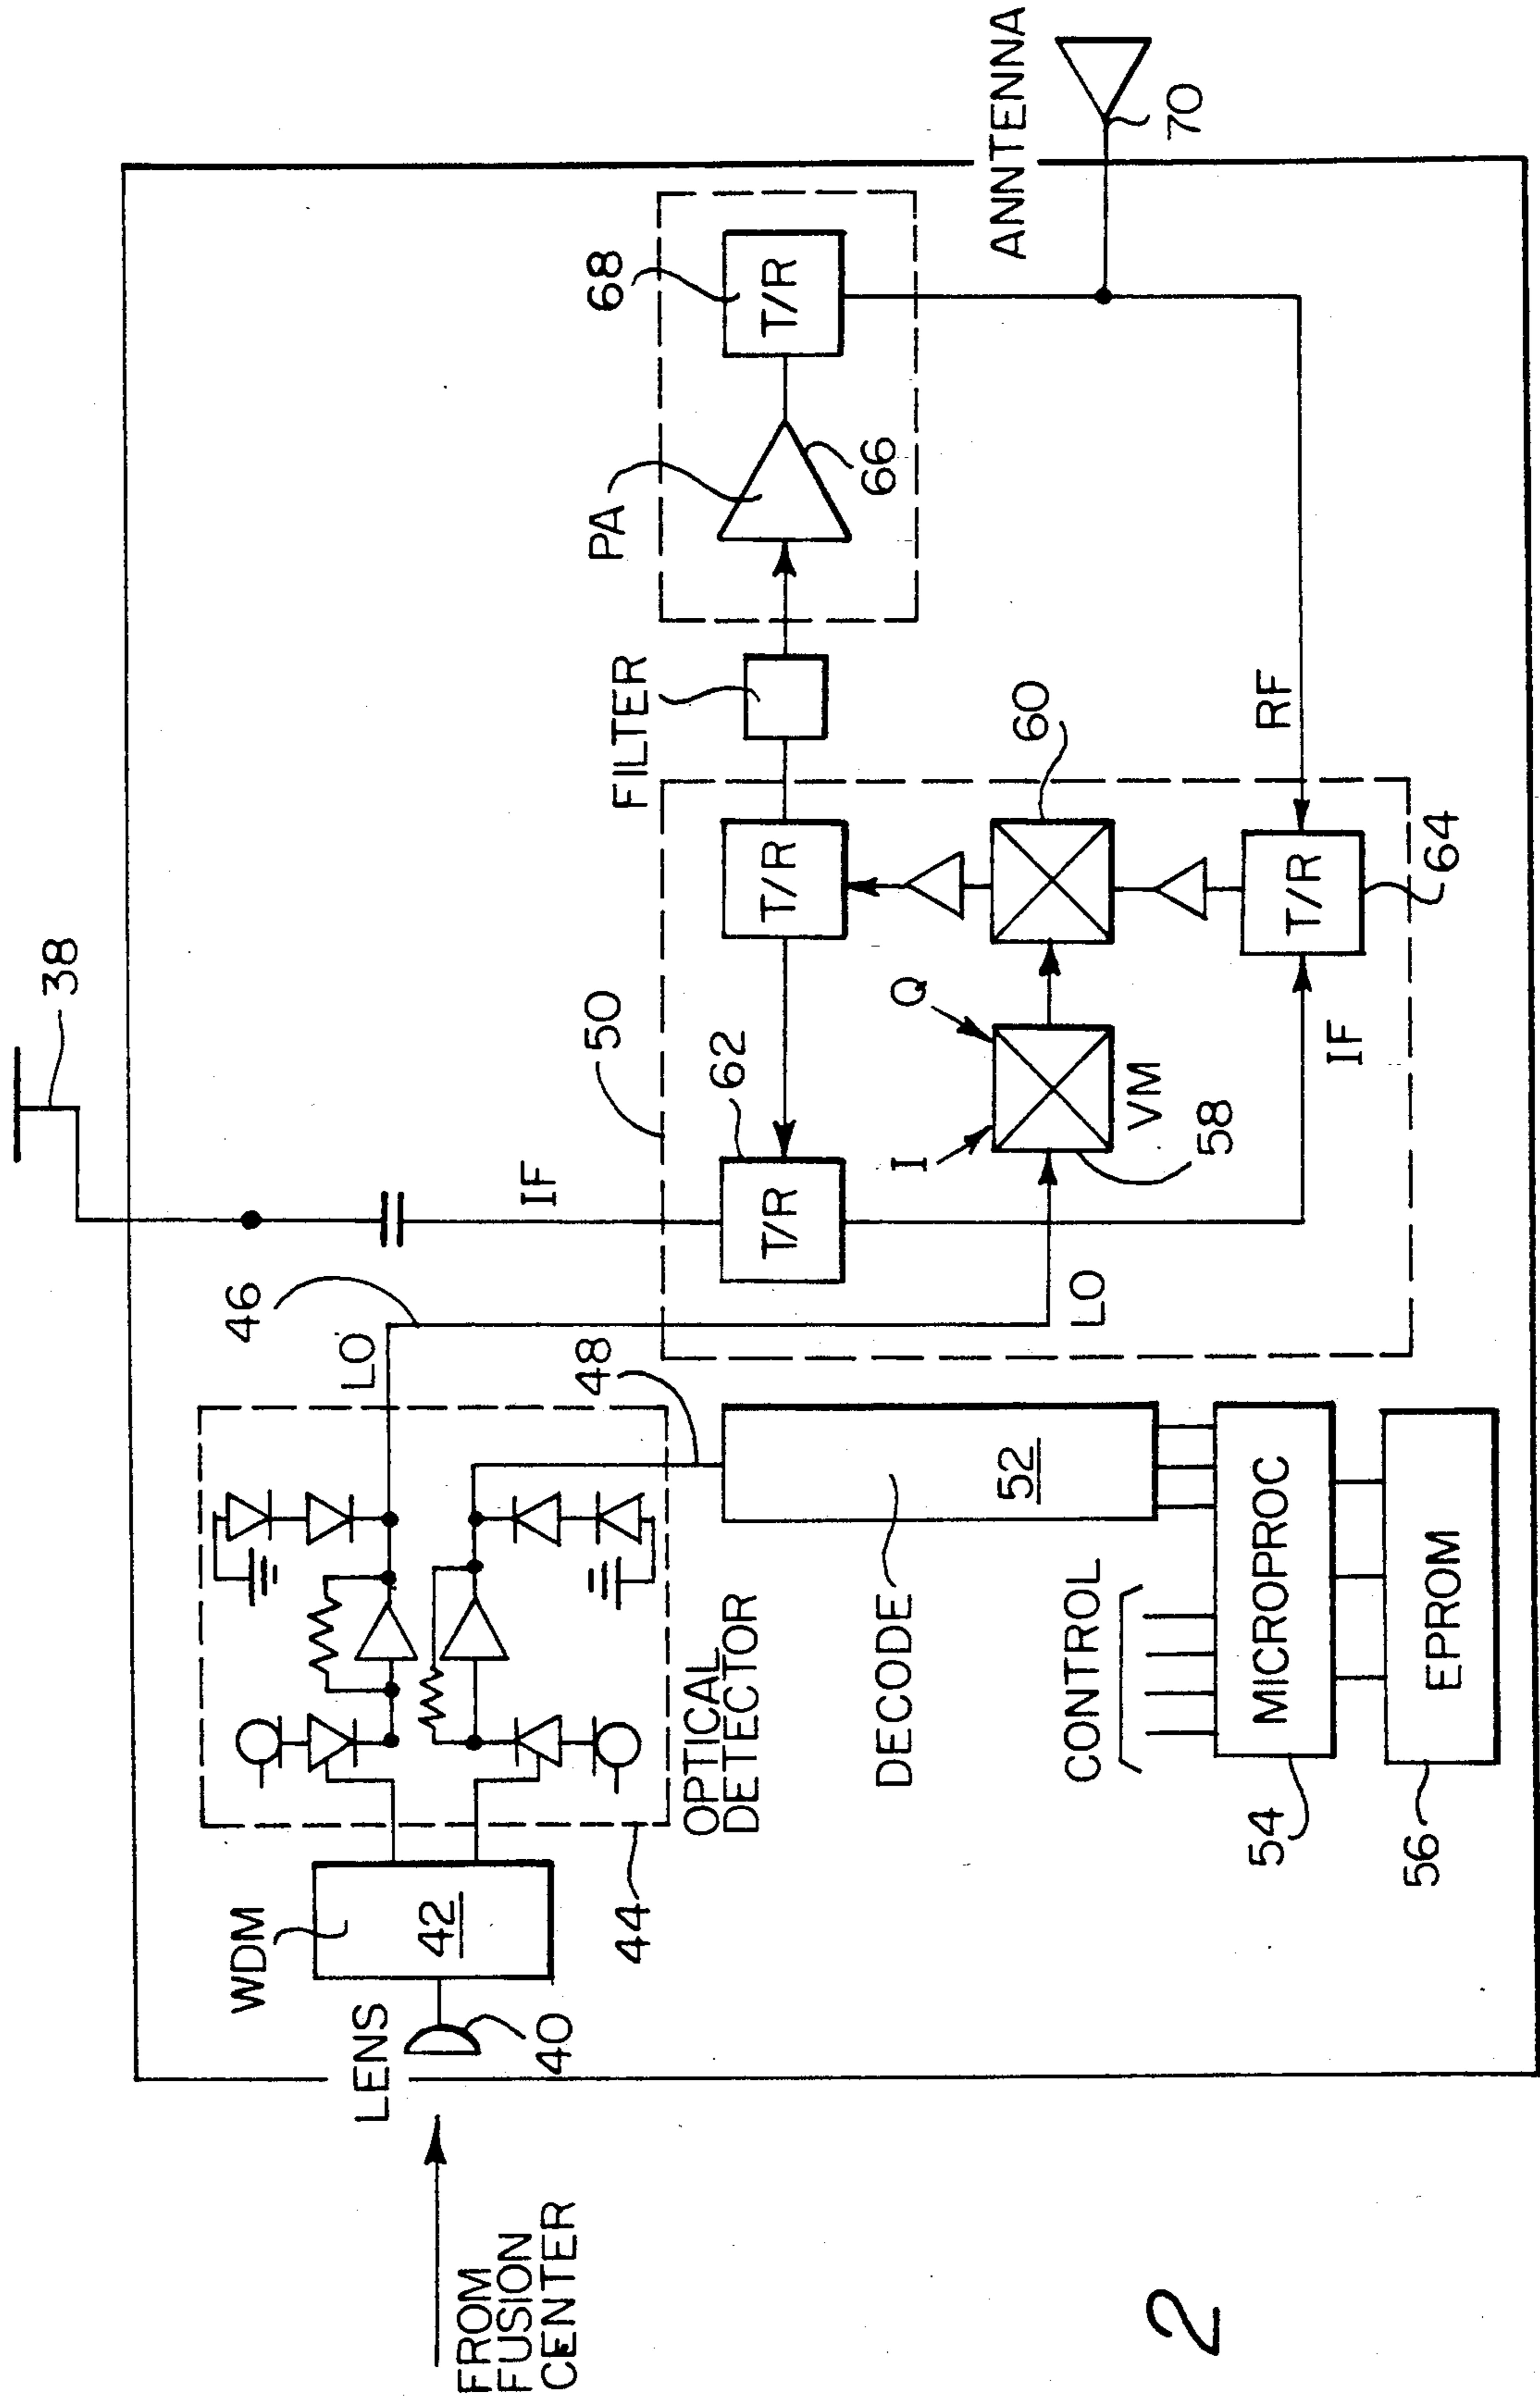 FROM
FUSION
CENTER
LENS
40
WDM
42
44
OPTICAL
DETECTOR
LO
46
48
DECODE
52
CONTROL
MICROPROC
54
EPROM
56
38
IF
50
62
T/R
T/R
I
Q
VM
58
LO
60
IF
T/R
64
RF
FILTER
PA
66
68
T/R
ANNTENNA
70
2